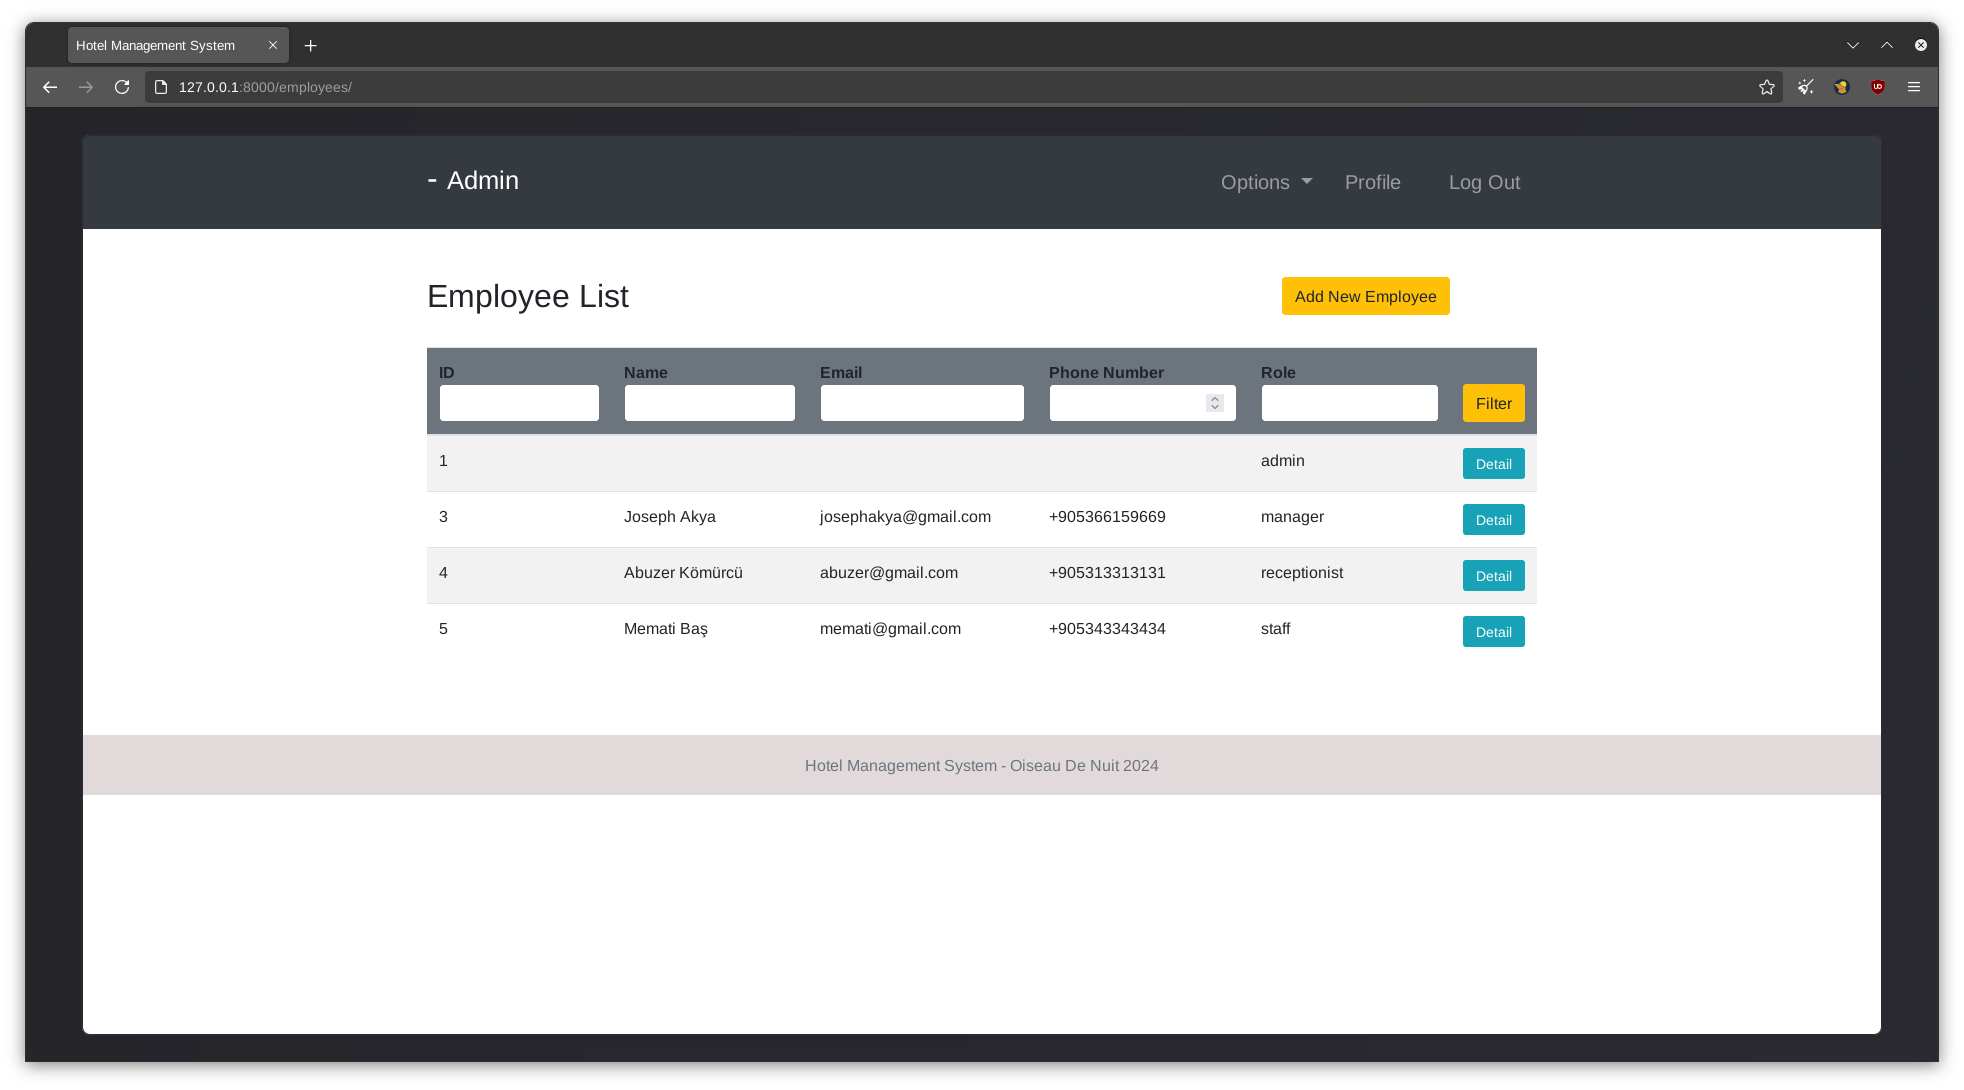 Hotel Management System
127.0.0.1:8000/employees/
- Admin
Options Profile Log Out
Employee List
Add New Employee
ID Name Email Phone Number Role
Filter
1 admin Detail
3 Joseph Akya josephakya@gmail.com +905366159669 manager Detail
4 Abuzer Kömürcü abuzer@gmail.com +905313313131 receptionist Detail
5 Memati Baş memati@gmail.com +905343343434 staff Detail
Hotel Management System - Oiseau De Nuit 2024